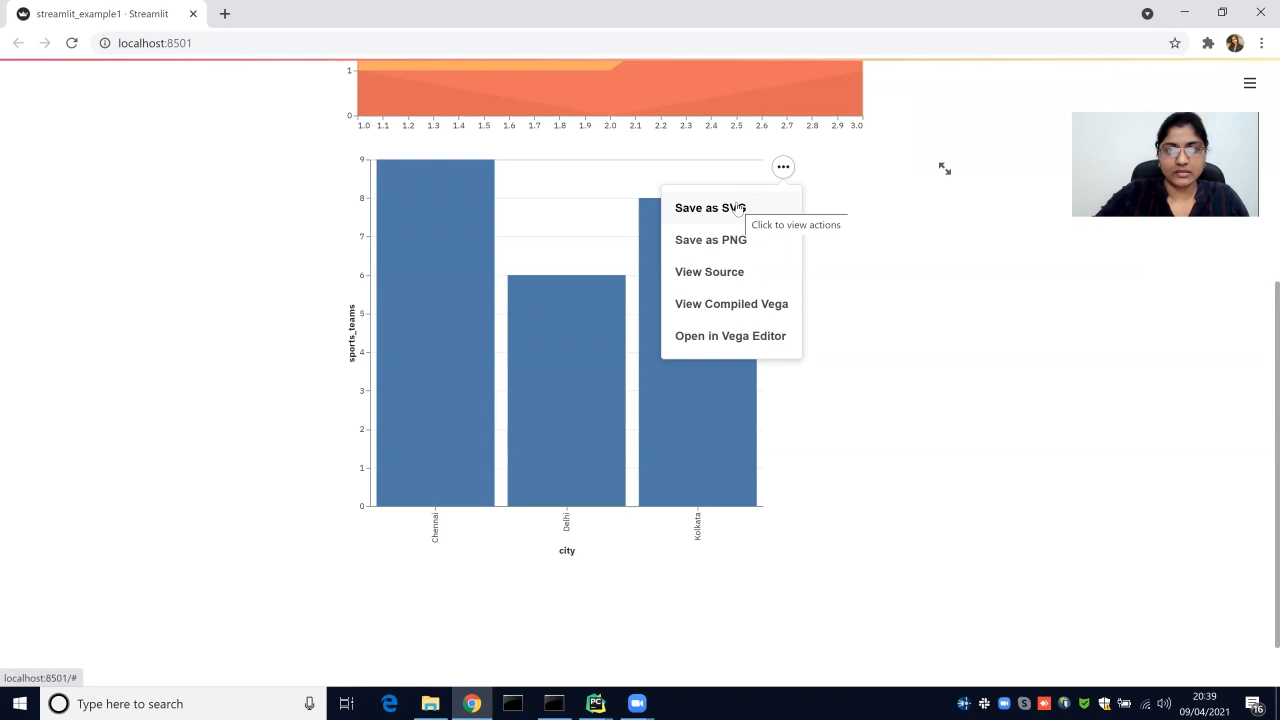 streamlit_example1 · Streamlit
localhost:8501
1
0
1.0 1.1 1.2 1.3 1.4 1.5 1.6 1.7 1.8 1.9 2.0 2.1 2.2 2.3 2.4 2.5 2.6 2.7 2.8 2.9 3.0
9
8
7
6
5
4
3
2
1
0
sports_teams
Save as SVG
Click to view actions
Save as PNG
View Source
View Compiled Vega
Open in Vega Editor
Chennai
Delhi
Kolkata
city
localhost:8501/#
Type here to search
PC
20:39
09/04/2021
16